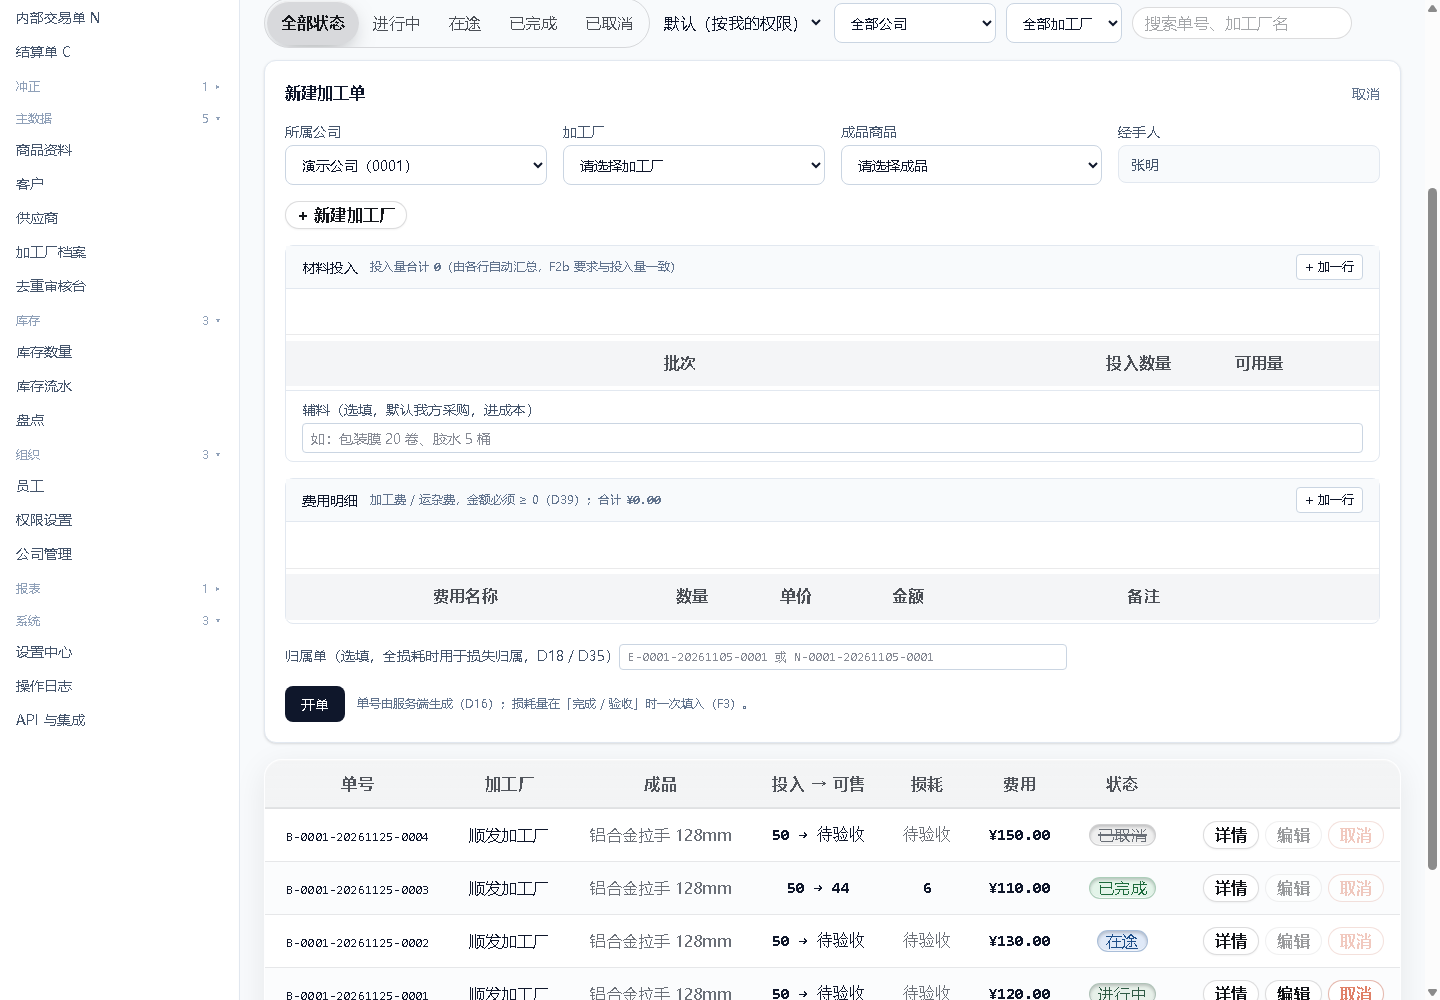 内部交易单 N
结算单 C
冲正 1
主数据 5
商品资料
客户
供应商
加工厂档案
去重审核台
库存 3
库存数量
库存流水
盘点
组织 3
员工
权限设置
公司管理
报表 1
系统 3
设置中心
操作日志
API 与集成
全部状态 进行中 在途 已完成 已取消 默认（按我的权限） 全部公司 全部加工厂 搜索单号、加工厂名
新建加工单 取消
所属公司 加工厂 成品商品 经手人
演示公司（0001） 请选择加工厂 请选择成品 张明
+ 新建加工厂
材料投入 投入量合计 0（由各行自动汇总，F2b 要求与投入量一致） + 加一行
批次 投入数量 可用量
辅料（选填，默认我方采购，进成本）
如：包装膜 20 卷、胶水 5 桶
费用明细 加工费 / 运杂费，金额必须 ≥ 0（D39）；合计 ¥0.00 + 加一行
费用名称 数量 单价 金额 备注
归属单（选填，全损耗时用于损失归属，D18 / D35） E-0001-20261105-0001 或 N-0001-20261105-0001
开单 单号由服务端生成（D16）；损耗量在「完成 / 验收」时一次填入（F3）。
单号 加工厂 成品 投入 → 可售 损耗 费用 状态
B-0001-20261125-0004 顺发加工厂 铝合金拉手 128mm 50 → 待验收 待验收 ¥150.00 已取消 详情 编辑 取消
B-0001-20261125-0003 顺发加工厂 铝合金拉手 128mm 50 → 44 6 ¥110.00 已完成 详情 编辑 取消
B-0001-20261125-0002 顺发加工厂 铝合金拉手 128mm 50 → 待验收 待验收 ¥130.00 在途 详情 编辑 取消
B-0001-20261125-0001 顺发加工厂 铝合金拉手 128mm 50 → 待验收 待验收 ¥120.00 进行中 详情 编辑 取消